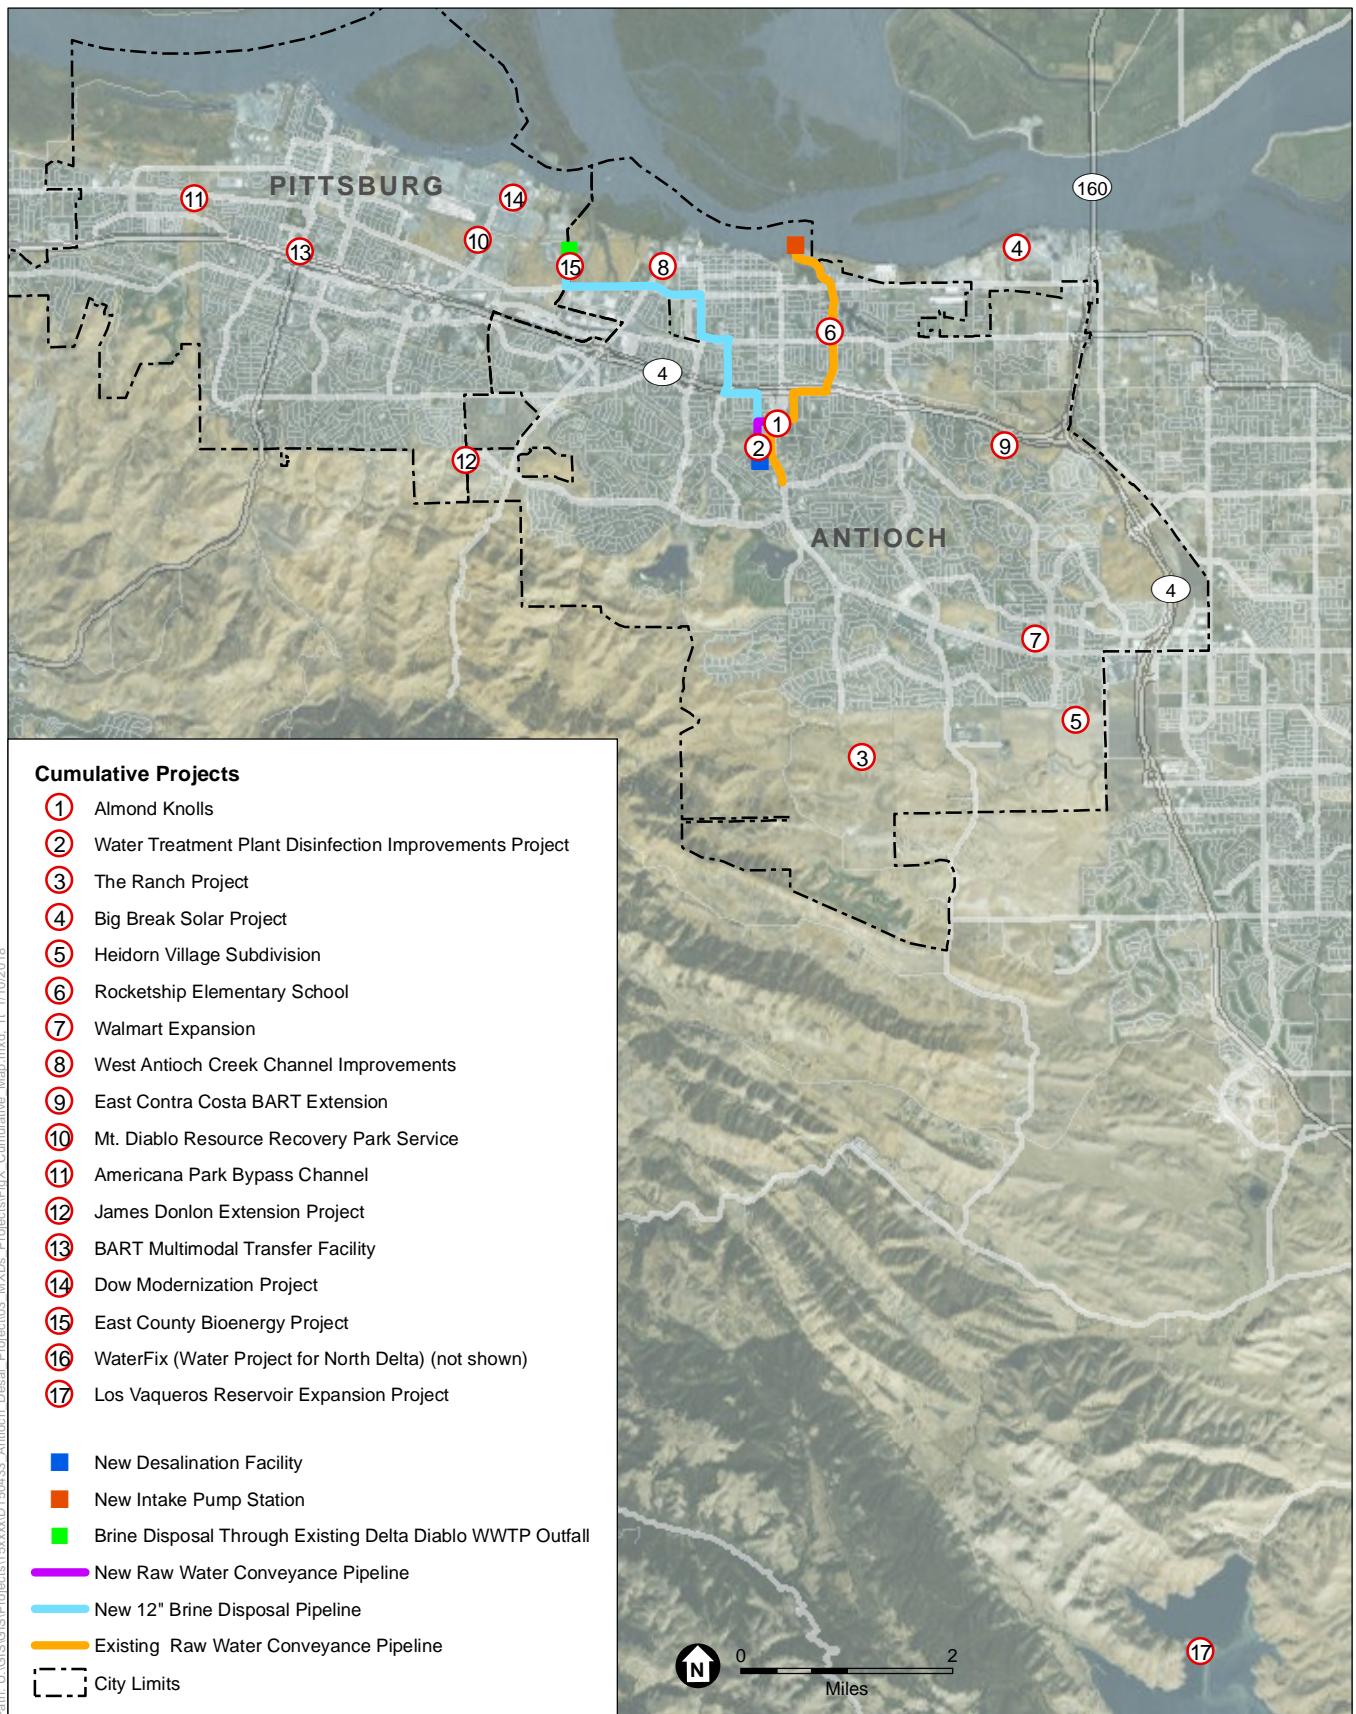 PITTSBURG
11
14
160
10
13
15
8
4
6
4
1
2
9
12
ANTIOCH
4
7
5
3
Cumulative Projects
1 Almond Knolls
2 Water Treatment Plant Disinfection Improvements Project
3 The Ranch Project
4 Big Break Solar Project
5 Heidorn Village Subdivision
6 Rocketship Elementary School
7 Walmart Expansion
8 West Antioch Creek Channel Improvements
9 East Contra Costa BART Extension
10 Mt. Diablo Resource Recovery Park Service
11 Americana Park Bypass Channel
12 James Donlon Extension Project
13 BART Multimodal Transfer Facility
14 Dow Modernization Project
15 East County Bioenergy Project
16 WaterFix (Water Project for North Delta) (not shown)
17 Los Vaqueros Reservoir Expansion Project
New Desalination Facility
New Intake Pump Station
Brine Disposal Through Existing Delta Diablo WWTP Outfall
New Raw Water Conveyance Pipeline
New 12" Brine Disposal Pipeline
Existing Raw Water Conveyance Pipeline
City Limits
N
0 2
Miles
17